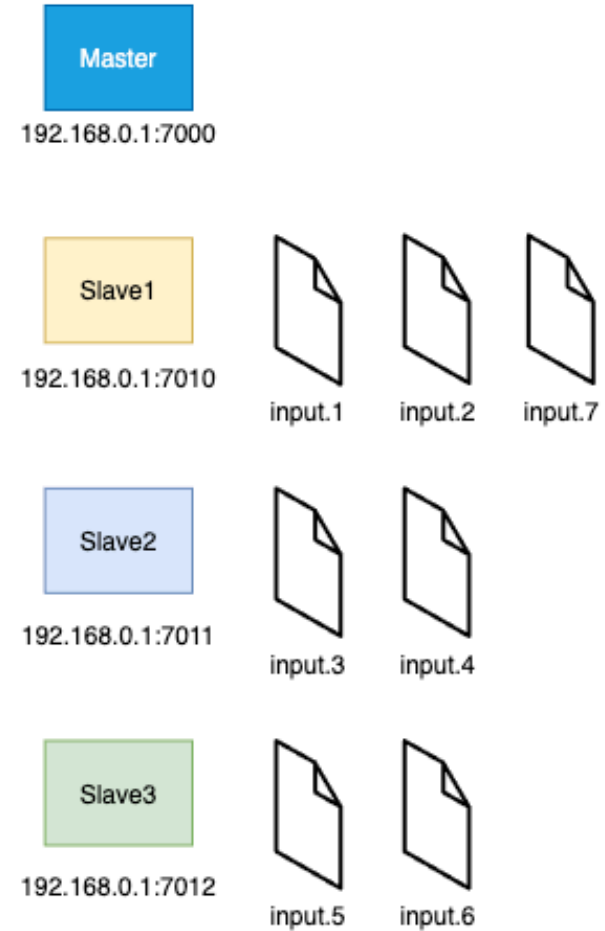 Master
192.168.0.1:7000
Slave1
192.168.0.1:7010
input.1 input.2 input.7
Slave2
192.168.0.1:7011
input.3 input.4
Slave3
192.168.0.1:7012
input.5 input.6